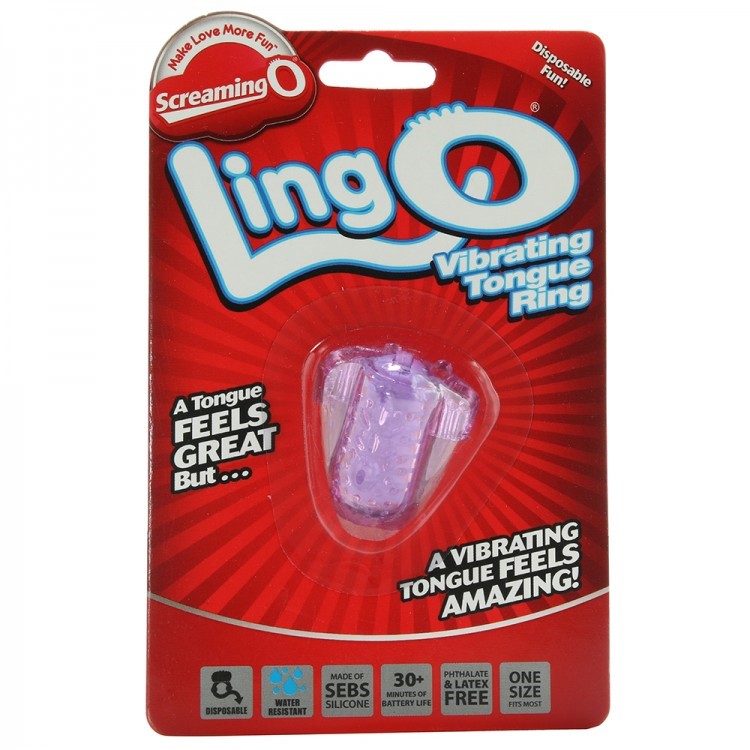 Make Love More Fun™
ScreamingO
Disposable
Fun!
LingO®
Vibrating
Tongue
Ring
A Tongue
FEELS
GREAT
But...
A VIBRATING
TONGUE FEELS
AMAZING!
DISPOSABLE
WATER
RESISTANT
MADE OF
SEBS
SILICONE
30+
MINUTES OF
BATTERY LIFE
PHTHALATE
& LATEX
FREE
ONE
SIZE
FITS MOST